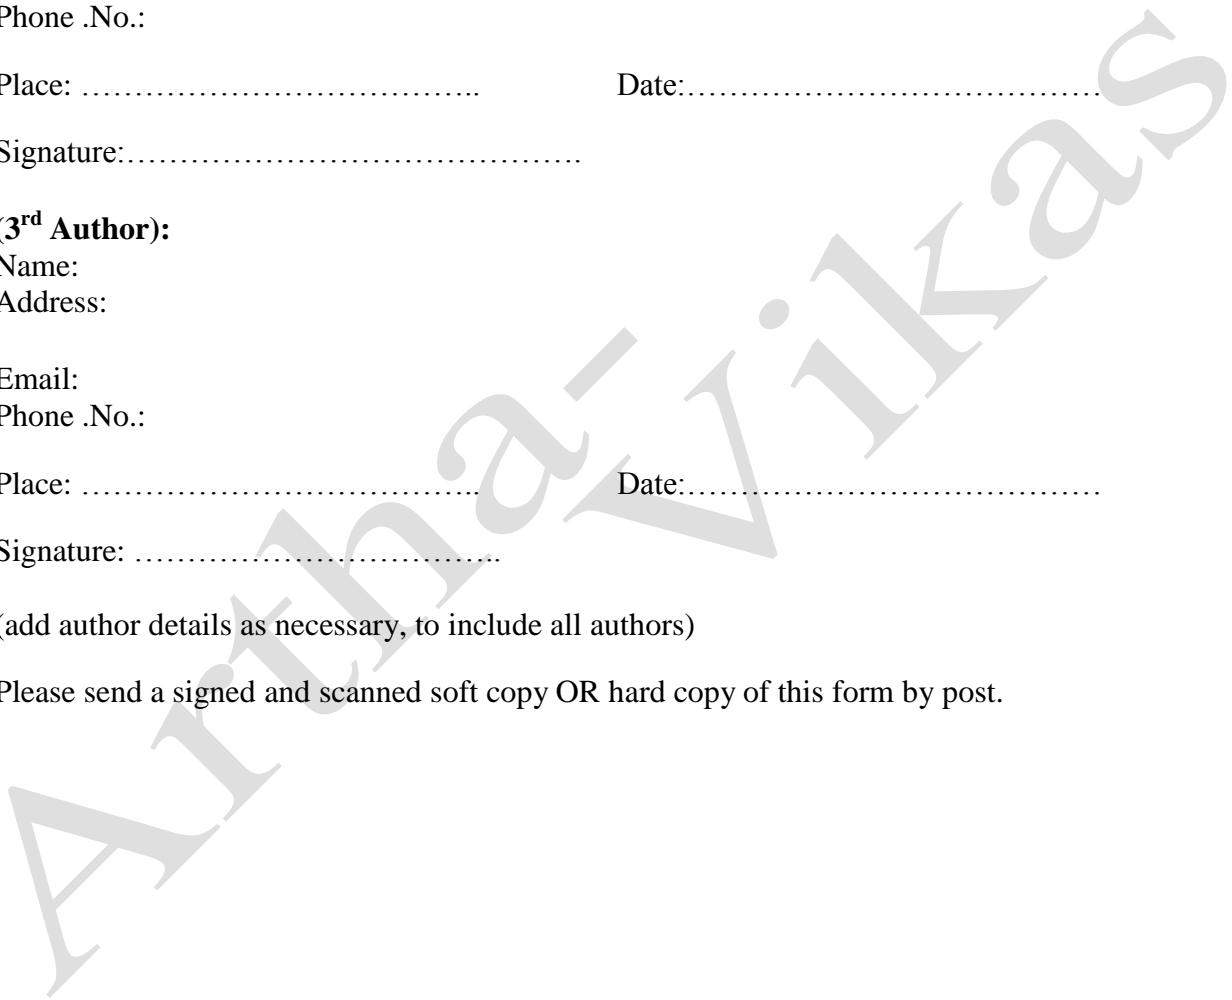 Phone .No.:
Place: ……………………………….. Date:…………………………………
Signature:…………………………………….
(3rd Author):
Name:
Address:
Email:
Phone .No.:
Place: ……………………………….. Date:…………………………………
Signature: …………………………….
(add author details as necessary, to include all authors)
Please send a signed and scanned soft copy OR hard copy of this form by post.
Artha-
Vikas